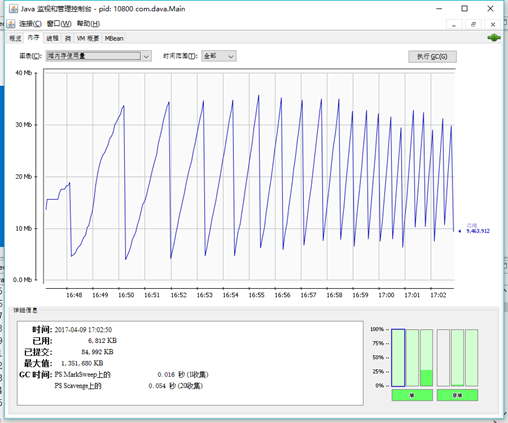 Java 监视和管理控制台 - pid: 10800 com.dava.Main
连接(C) 窗口(W) 帮助(H)
概览 内存 线程 类 VM 概要 MBean
图表(C): 堆内存使用量 时间范围(T): 全部 执行 GC(G)
40 Mb
30 Mb
20 Mb
10 Mb
0.0 Mb
已用
9,463,912
16:48 16:49 16:50 16:51 16:52 16:53 16:54 16:55 16:56 16:57 16:58 16:59 17:00 17:01 17:02
详细信息
时间: 2017-04-09 17:02:50
已用: 6,812 KB
已提交: 84,992 KB
最大值: 1,351,680 KB
GC 时间: PS MarkSweep上的 0.016 秒 (1收集)
PS Scavenge上的 0.054 秒 (20收集)
100%
75%
50%
25%
0%
堆 非堆